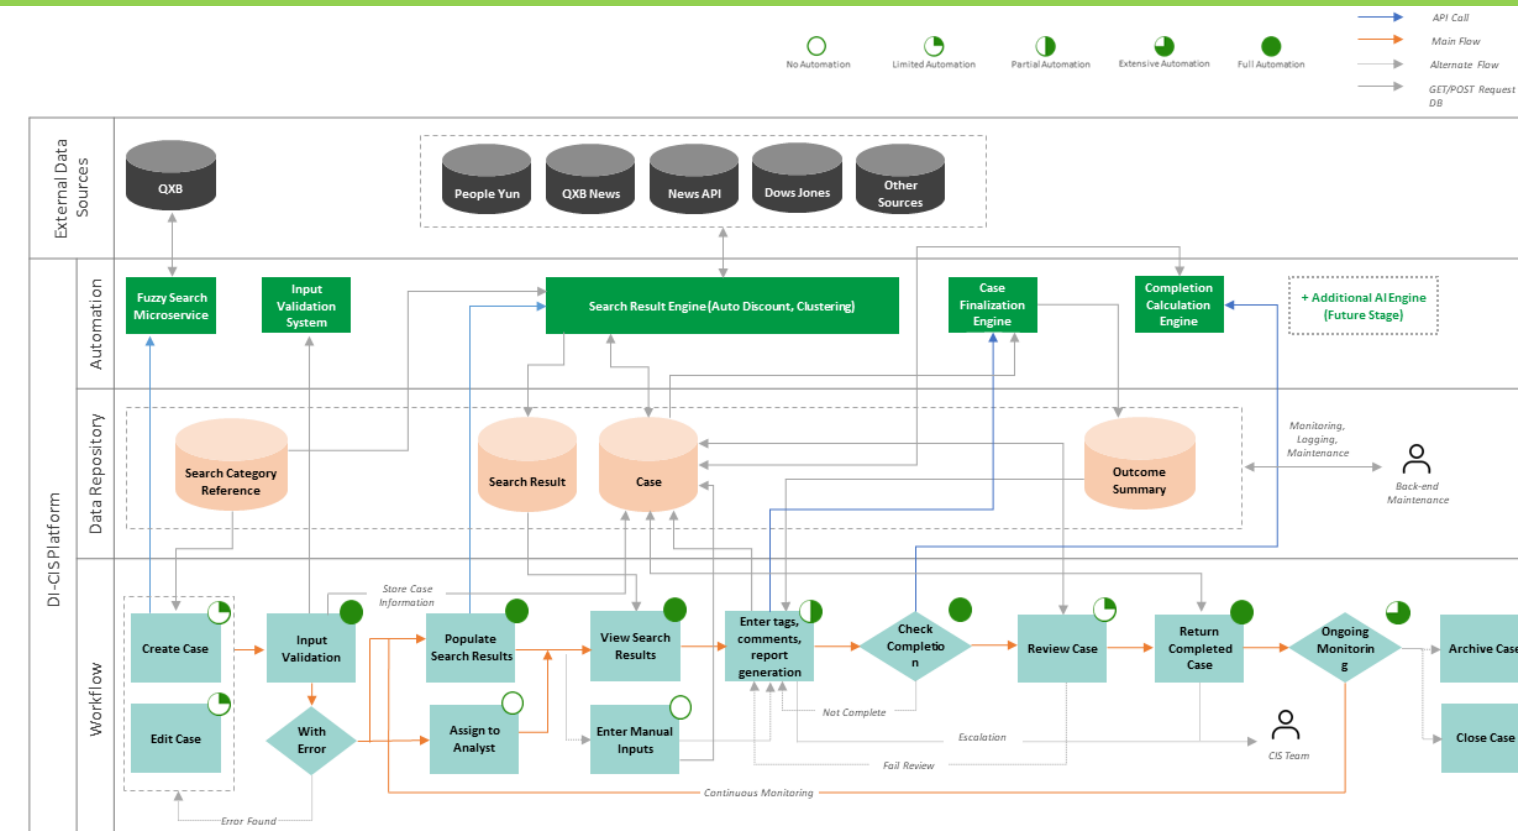 API Call
Main Flow
Alternate Flow
GET/POST Request
DB
No Automation
Limited Automation
Partial Automation
Extensive Automation
Full Automation
External Data
Sources
QXB
People Yun
QXB News
News API
Dows Jones
Other
Sources
DI-CIS Platform
Automation
Fuzzy Search
Microservice
Input
Validation
System
Search Result Engine (Auto Discount, Clustering)
Case
Finalization
Engine
Completion
Calculation
Engine
+ Additional AI Engine
(Future Stage)
Data Repository
Search Category
Reference
Search Result
Case
Outcome
Summary
Monitoring,
Logging,
Maintenance
Back-end
Maintenance
Workflow
Store Case
Information
Create Case
Input
Validation
Populate
Search Results
View Search
Results
Enter tags,
comments,
report
generation
Check
Completio
n
Review Case
Return
Completed
Case
Ongoing
Monitorin
g
Archive Case
Edit Case
With
Error
Assign to
Analyst
Enter Manual
Inputs
Not Complete
Escalation
Fail Review
CIS Team
Close Case
Continuous Monitoring
Error Found